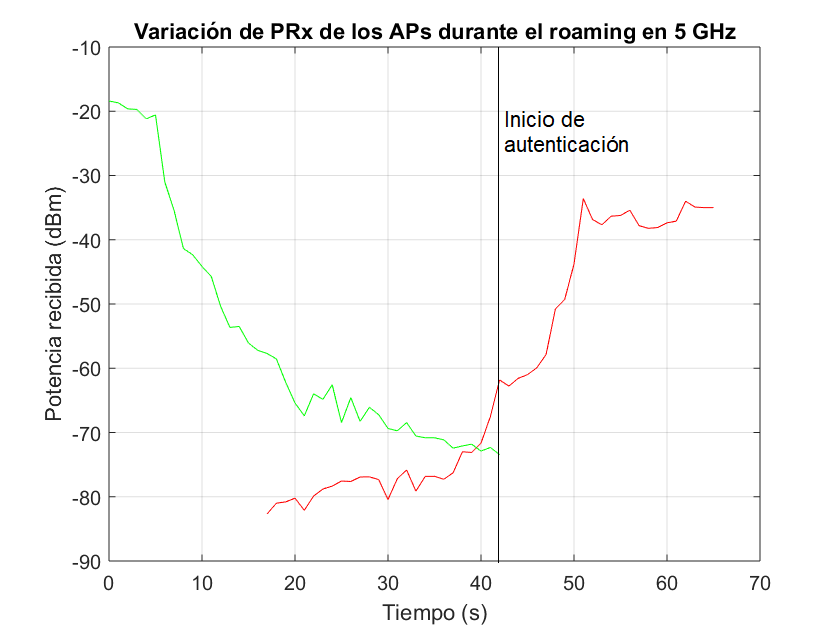 Variación de PRx de los APs durante el roaming en 5 GHz
Potencia recibida (dBm)
-10
-20
-30
-40
-50
-60
-70
-80
-90
Inicio de
autenticación
0 10 20 30 40 50 60 70
Tiempo (s)